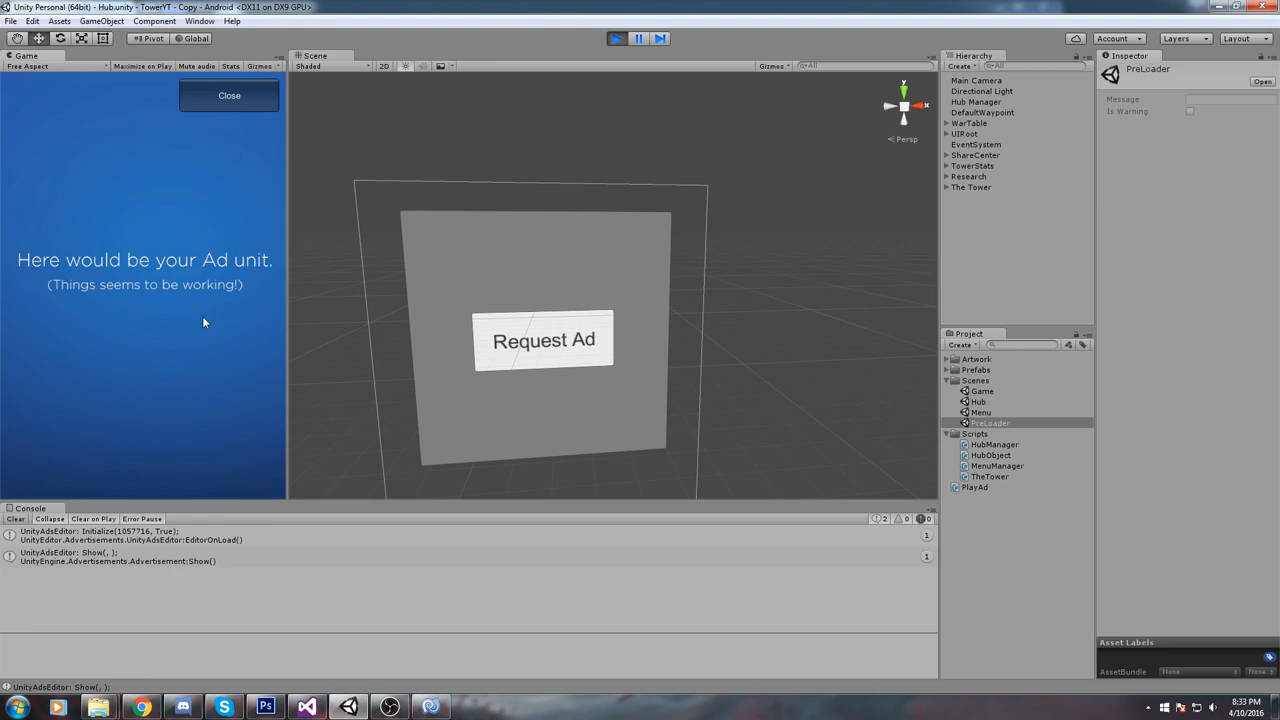 Unity Personal (64bit) - Hub.unity - TowerYT - Copy - Android <DX11 on DX9 GPU>
File Edit Assets GameObject Component Window Help
Pivot Global Account Layers Layout
Game Scene Hierarchy Inspector
Free Aspect Maximize on Play Mute audio Stats Gizmos Shaded 2D Gizmos All Create All
PreLoader
Open
Message
Is Warning
Close
y
x
Persp
Main Camera
Directional Light
Hub Manager
DefaultWaypoint
WarTable
UIRoot
EventSystem
ShareCenter
TowerStats
Research
The Tower
Here would be your Ad unit.
(Things seems to be working!)
Request Ad
Project
Create
Artwork
Prefabs
Scenes
Game
Hub
Menu
PreLoader
Scripts
HubManager
HubObject
MenuManager
TheTower
PlayAd
Console
Clear Collapse Clear on Play Error Pause 2 0 0
UnityAdsEditor: Initialize(1057716, True);
UnityEditor.Advertisements.UnityAdsEditor:EditorOnLoad()
1
UnityAdsEditor: Show(, );
UnityEngine.Advertisements.Advertisement:Show()
1
Asset Labels
AssetBundle None None
UnityAdsEditor: Show(, );
8:33 PM
4/10/2016